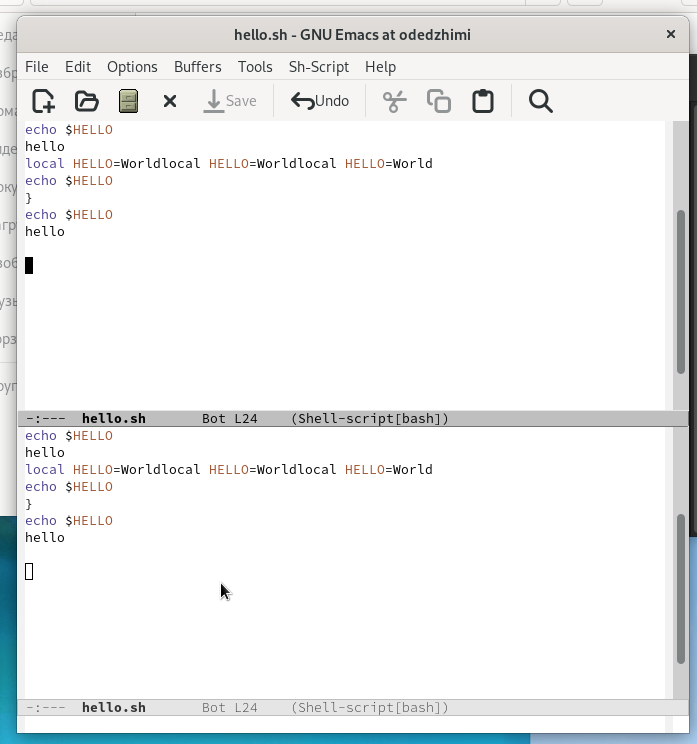 hello.sh - GNU Emacs at odedzhimi
File Edit Options Buffers Tools Sh-Script Help
Save Undo
echo $HELLO
hello
local HELLO=Worldlocal HELLO=Worldlocal HELLO=World
echo $HELLO
}
echo $HELLO
hello
-:--- hello.sh Bot L24 (Shell-script[bash])
echo $HELLO
hello
local HELLO=Worldlocal HELLO=Worldlocal HELLO=World
echo $HELLO
}
echo $HELLO
hello
-:--- hello.sh Bot L24 (Shell-script[bash])